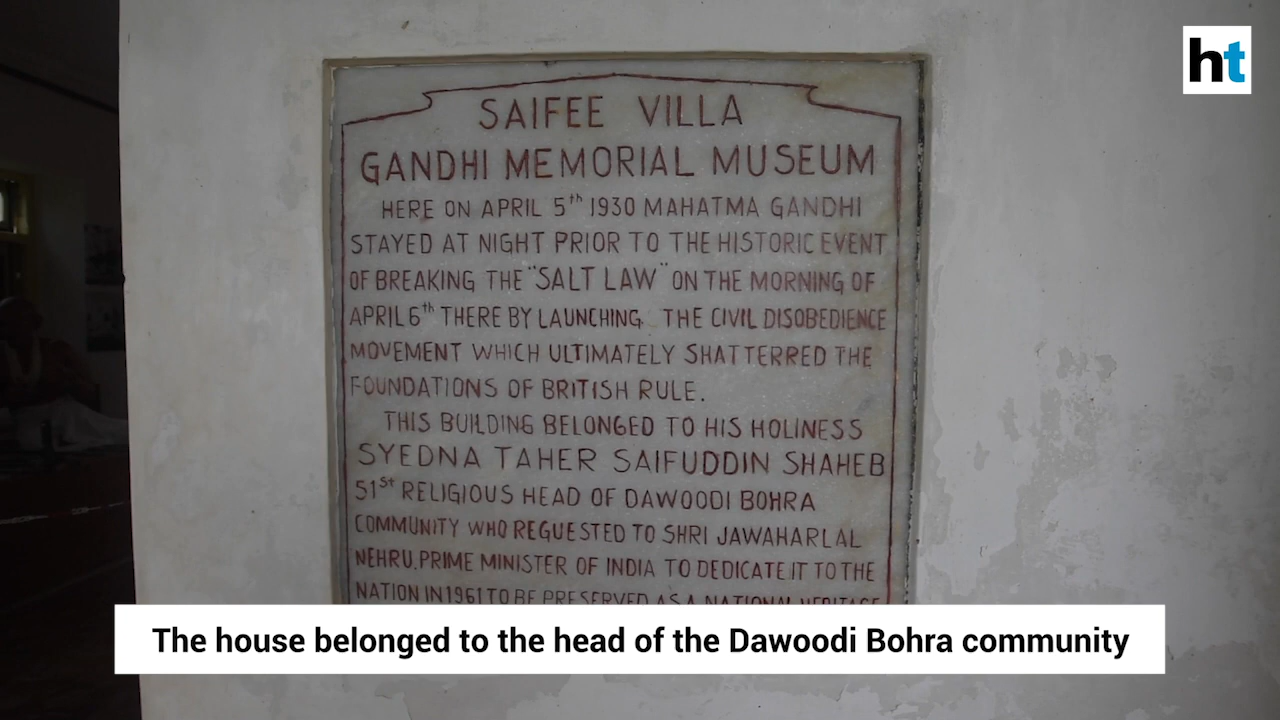 ht
SAIFEE VILLA
GANDHI MEMORIAL MUSEUM
HERE ON APRIL 5th 1930 MAHATMA GANDHI
STAYED AT NIGHT PRIOR TO THE HISTORIC EVENT
OF BREAKING THE "SALT LAW" ON THE MORNING OF
APRIL 6th THERE BY LAUNCHING THE CIVIL DISOBEDIENCE
MOVEMENT WHICH ULTIMATELY SHATTERRED THE
FOUNDATIONS OF BRITISH RULE.
THIS BUILDING BELONGED TO HIS HOLINESS
SYEDNA TAHER SAIFUDDIN SHAHEB
51st RELIGIOUS HEAD OF DAWOODI BOHRA
COMMUNITY WHO REGUESTED TO SHRI JAWAHARLAL
NEHRU, PRIME MINISTER OF INDIA TO DEDICATE IT TO THE
NATION IN 1961 TO BE PRESERVED AS A NATIONAL HERITAGE
The house belonged to the head of the Dawoodi Bohra community